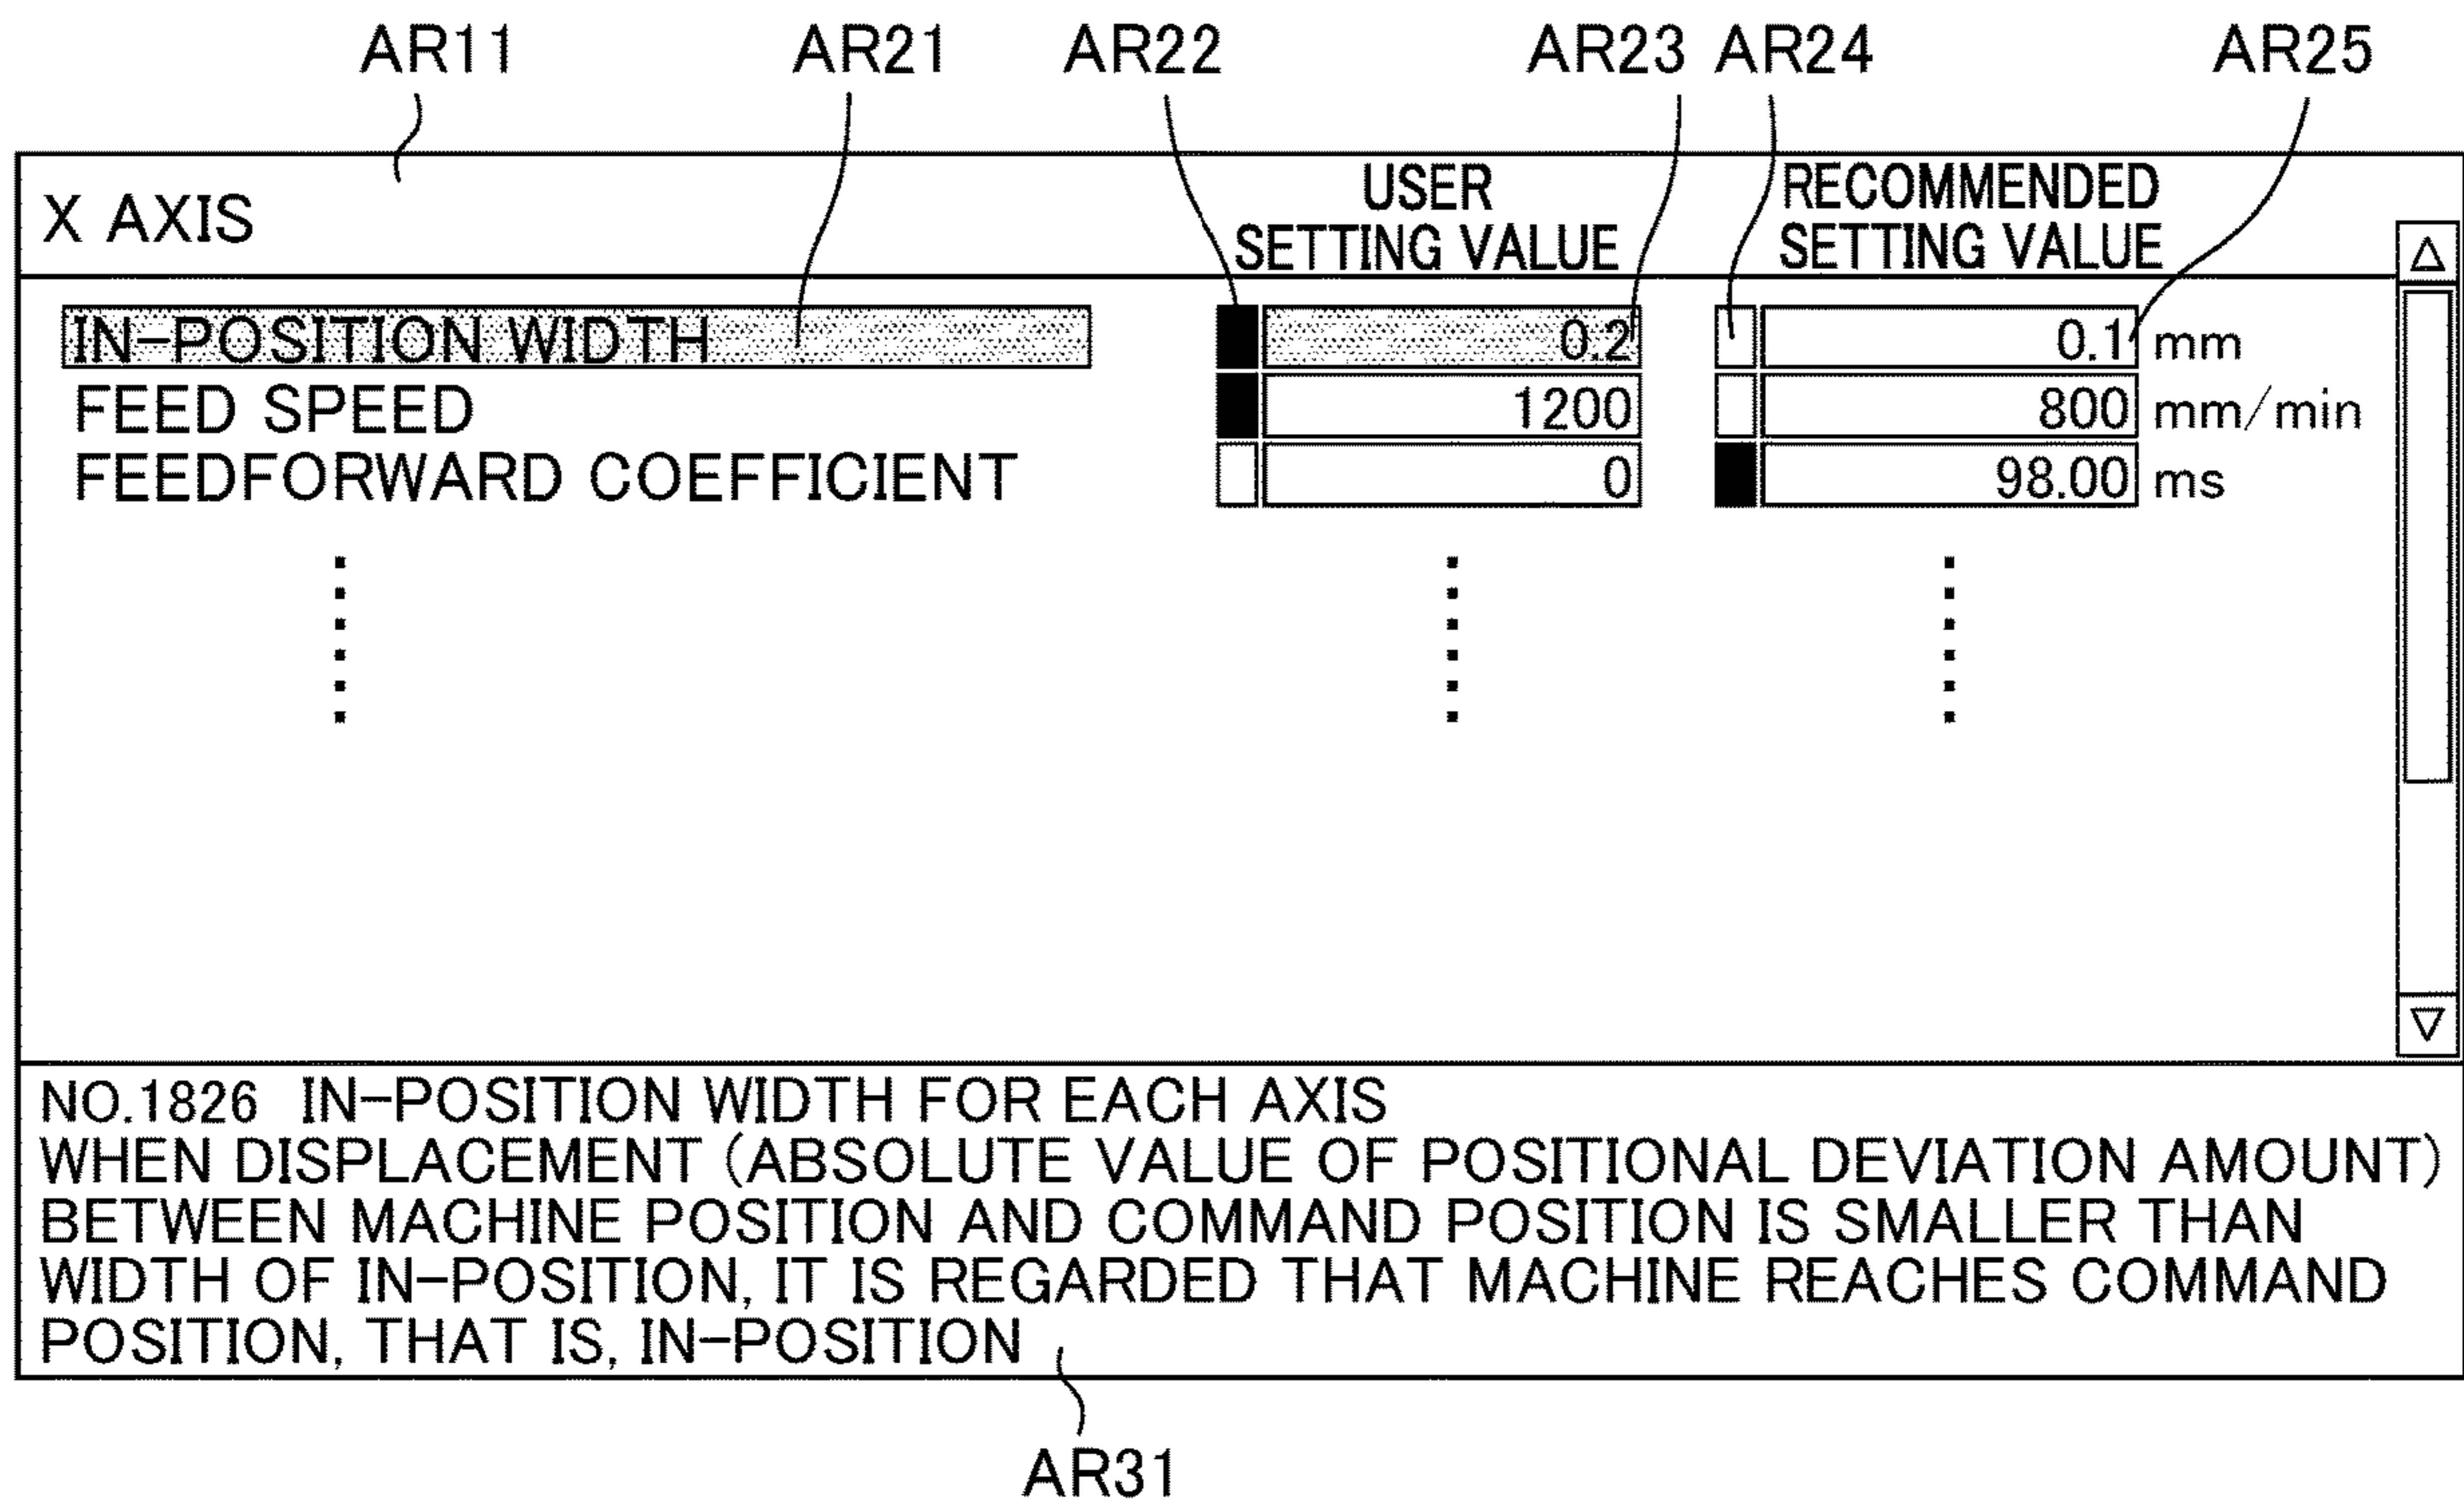 AR11 AR21 AR22 AR23 AR24 AR25
X AXIS
USER
SETTING VALUE
RECOMMENDED
SETTING VALUE
IN-POSITION WIDTH 0.2 0.1 mm
FEED SPEED 1200 800 mm/min
FEEDFORWARD COEFFICIENT 0 98.00 ms
NO.1826 IN-POSITION WIDTH FOR EACH AXIS
WHEN DISPLACEMENT (ABSOLUTE VALUE OF POSITIONAL DEVIATION AMOUNT)
BETWEEN MACHINE POSITION AND COMMAND POSITION IS SMALLER THAN
WIDTH OF IN-POSITION, IT IS REGARDED THAT MACHINE REACHES COMMAND
POSITION, THAT IS, IN-POSITION
AR31